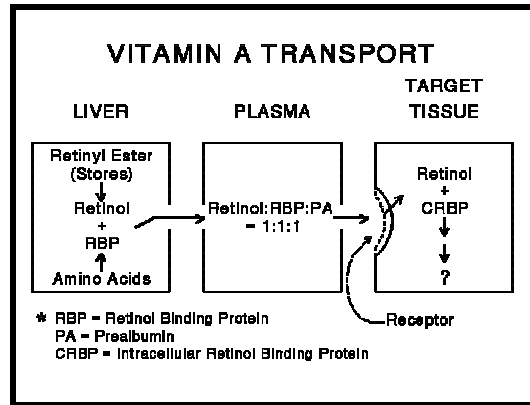 VITAMIN A TRANSPORT
LIVER
PLASMA
TARGET
TISSUE
Retinyl Ester
(Stores)
Retinol
+
RBP
Amino Acids
Retinol:RBP:PA
= 1:1:1
Retinol
+
CRBP
?
Receptor
* RBP = Retinol Binding Protein
PA = Prealbumin
CRBP = Intracellular Retinol Binding Protein